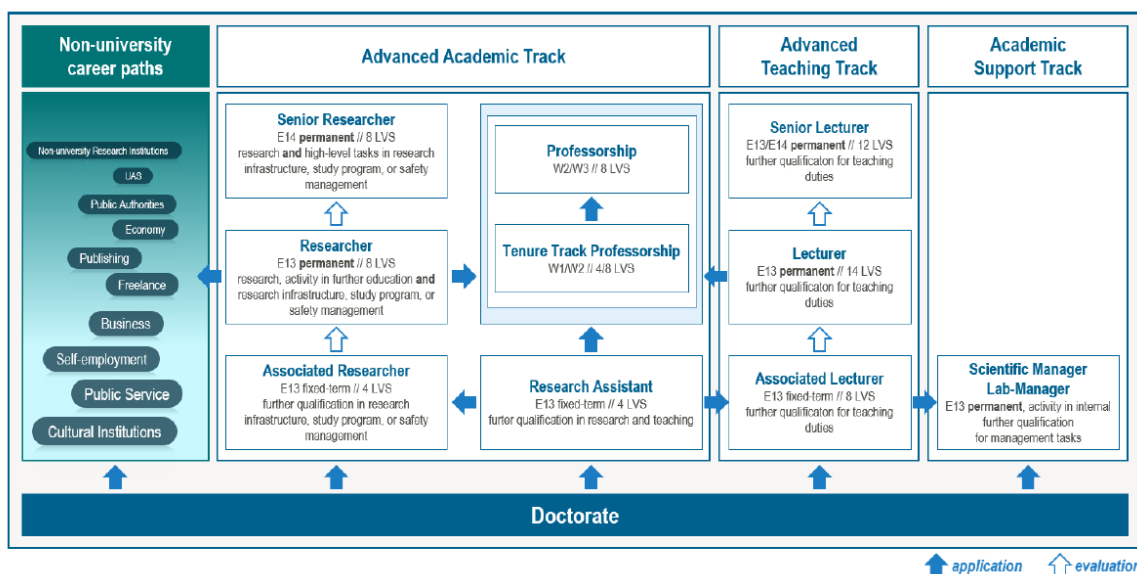 Non-university
career paths
Non-university Research Institutions
UAS
Public Authorities
Economy
Publishing
Freelance
Business
Self-employment
Public Service
Cultural Institutions
Advanced Academic Track
Senior Researcher
E14 permanent // 8 LVS
research and high-level tasks in research
infrastructure, study program, or safety
management
Researcher
E13 permanent // 8 LVS
research, activity in further education and
research infrastructure, study program, or
safety management
Associated Researcher
E13 fixed-term // 4 LVS
further qualification in research
infrastructure, study program, or safety
management
Professorship
W2/W3 // 8 LVS
Tenure Track Professorship
W1/W2 // 4/8 LVS
Research Assistant
E13 fixed-term // 4 LVS
furter qualification in research and teaching
Advanced
Teaching Track
Senior Lecturer
E13/E14 permanent // 12 LVS
further qualificaton for teaching
duties
Lecturer
E13 permanent // 14 LVS
further qualificaton for teaching
duties
Associated Lecturer
E13 fixed-term // 8 LVS
further qualificaton for teaching
duties
Academic
Support Track
Scientific Manager
Lab-Manager
E13 permanent, activity in internal
further qualification
for management tasks
Doctorate
application
evaluation